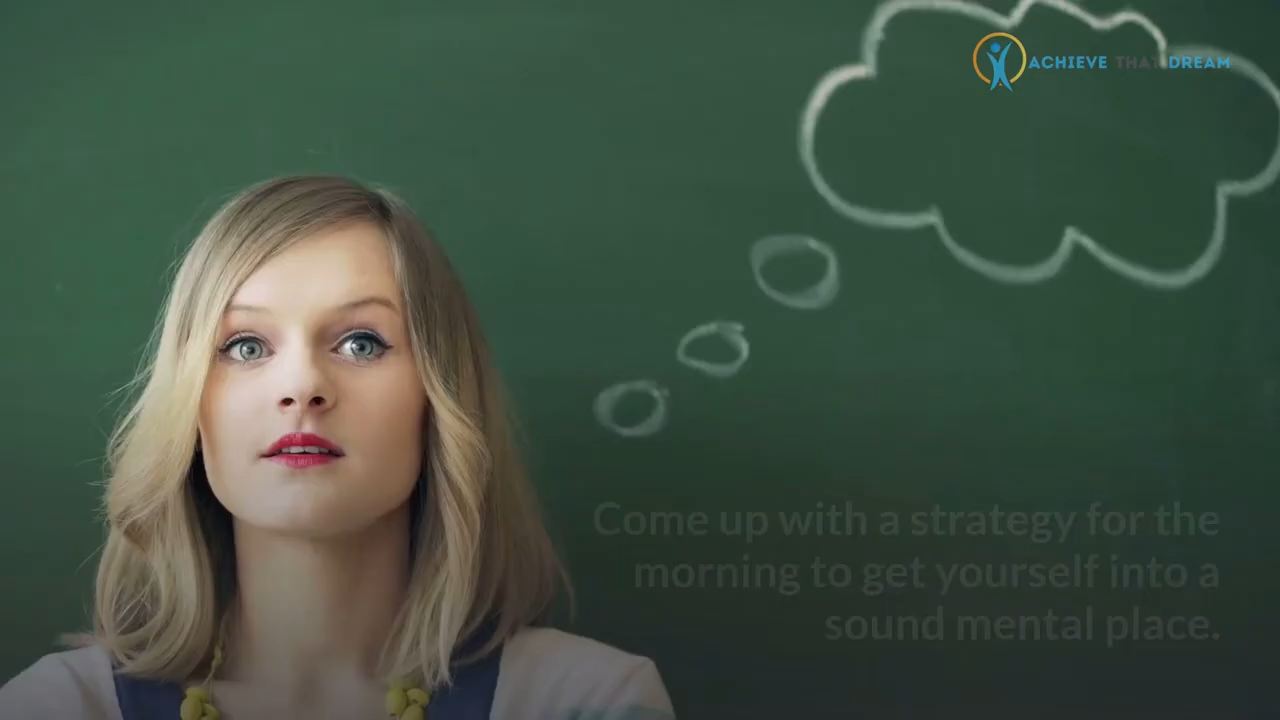 ACHIEVE THAT DREAM
Come up with a strategy for the
morning to get yourself into a
sound mental place.